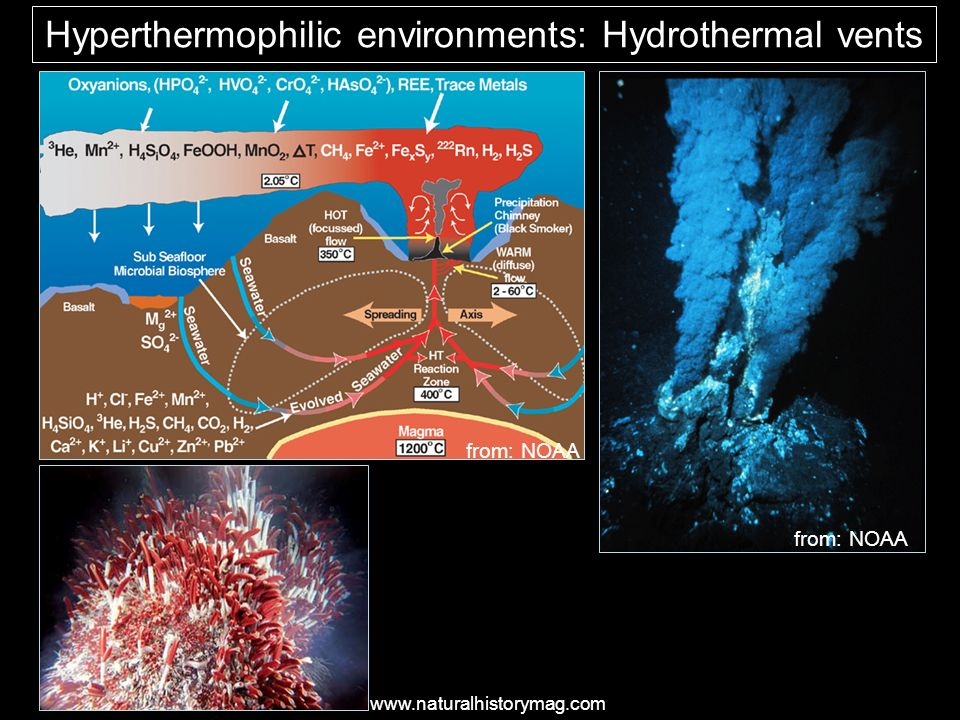 Hyperthermophilic environments: Hydrothermal vents
Oxyanions, (HPO₄²⁻, HVO₄²⁻, CrO₄²⁻, HAsO₄²⁻), REE, Trace Metals
³He, Mn²⁺, H₄SᵢO₄, FeOOH, MnO₂, ΔT, CH₄, Fe²⁺, FeₓSᵧ, ²²²Rn, H₂, H₂S
2.05°C
Precipitation
Chimney
(Black Smoker)
HOT
(focussed)
flow
350°C
Basalt
WARM
(diffuse)
flow
2 - 60°C
Sub Seafloor
Microbial Biosphere
Seawater
Basalt
Mg²⁺
SO₄²⁻
Seawater
Spreading
Axis
HT
Reaction
Zone
400°C
Evolved Seawater
H⁺, Cl⁻, Fe²⁺, Mn²⁺,
H₄SiO₄, ³He, H₂S, CH₄, CO₂, H₂,
Ca²⁺, K⁺, Li⁺, Cu²⁺, Zn²⁺, Pb²⁺
Magma
1200°C
from: NOAA
from: NOAA
www.naturalhistorymag.com